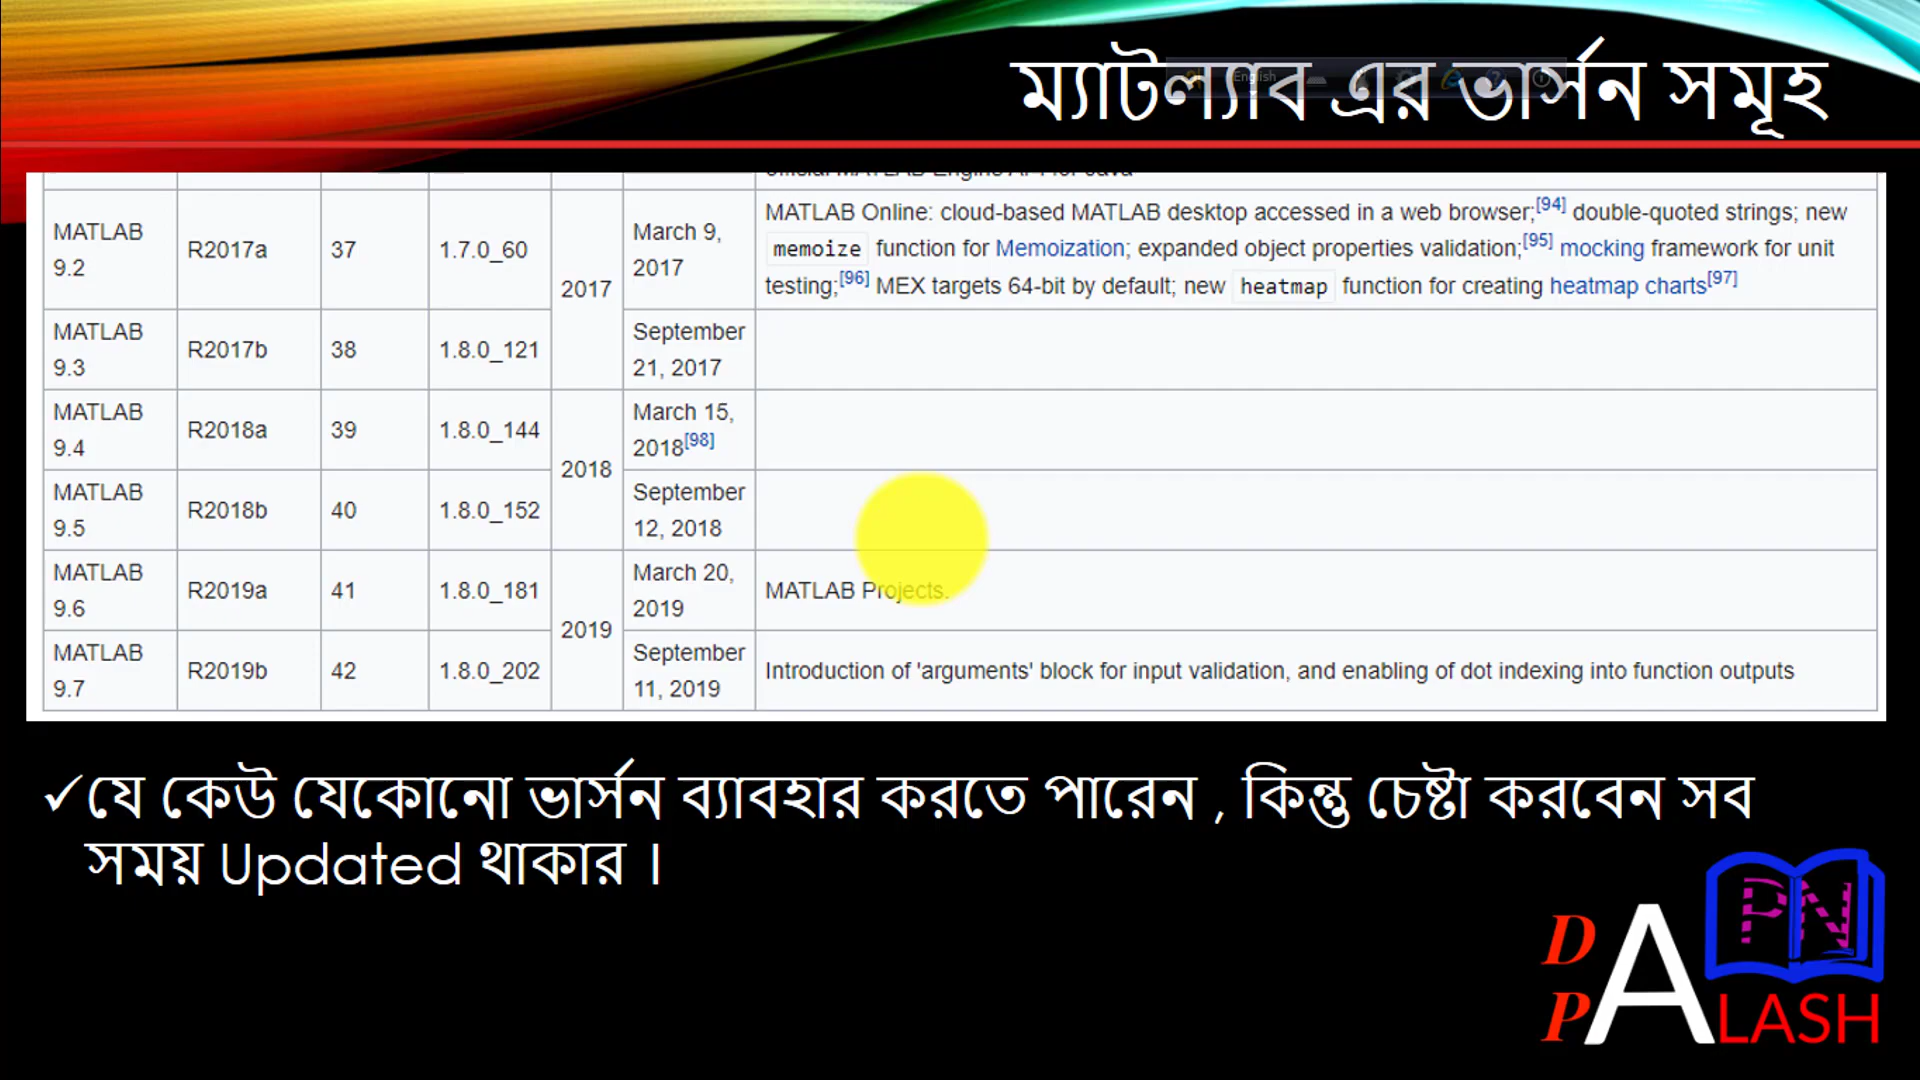 ম্যাটল্যাব এর ভার্সন সমূহ
English
official MATLAB Engine API for Java
MATLAB 9.2 R2017a 37 1.7.0_60 2017 March 9, 2017 MATLAB Online: cloud-based MATLAB desktop accessed in a web browser;[94] double-quoted strings; new
memoize function for Memoization; expanded object properties validation;[95] mocking framework for unit
testing;[96] MEX targets 64-bit by default; new heatmap function for creating heatmap charts[97]
MATLAB 9.3 R2017b 38 1.8.0_121 September 21, 2017
MATLAB 9.4 R2018a 39 1.8.0_144 2018 March 15, 2018[98]
MATLAB 9.5 R2018b 40 1.8.0_152 September 12, 2018
MATLAB 9.6 R2019a 41 1.8.0_181 2019 March 20, 2019 MATLAB Projects.
MATLAB 9.7 R2019b 42 1.8.0_202 September 11, 2019 Introduction of 'arguments' block for input validation, and enabling of dot indexing into function outputs
✓যে কেউ যেকোনো ভার্সন ব্যাবহার করতে পারেন , কিন্তু চেষ্টা করবেন সব
সময় Updated থাকার ।
PN
D
P ALASH